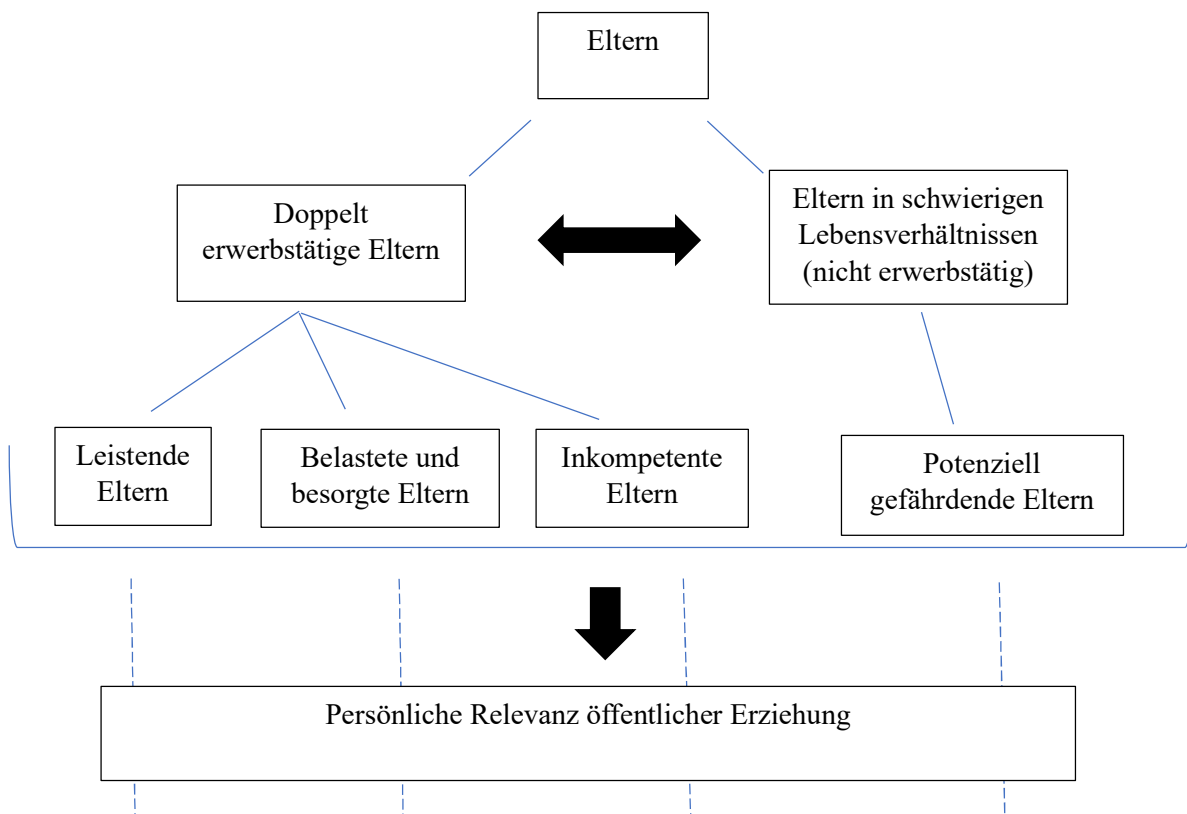 Eltern
Doppelt
erwerbstätige Eltern
Eltern in schwierigen
Lebensverhältnissen
(nicht erwerbstätig)
Leistende
Eltern
Belastete und
besorgte Eltern
Inkompetente
Eltern
Potenziell
gefährdende Eltern
Persönliche Relevanz öffentlicher Erziehung